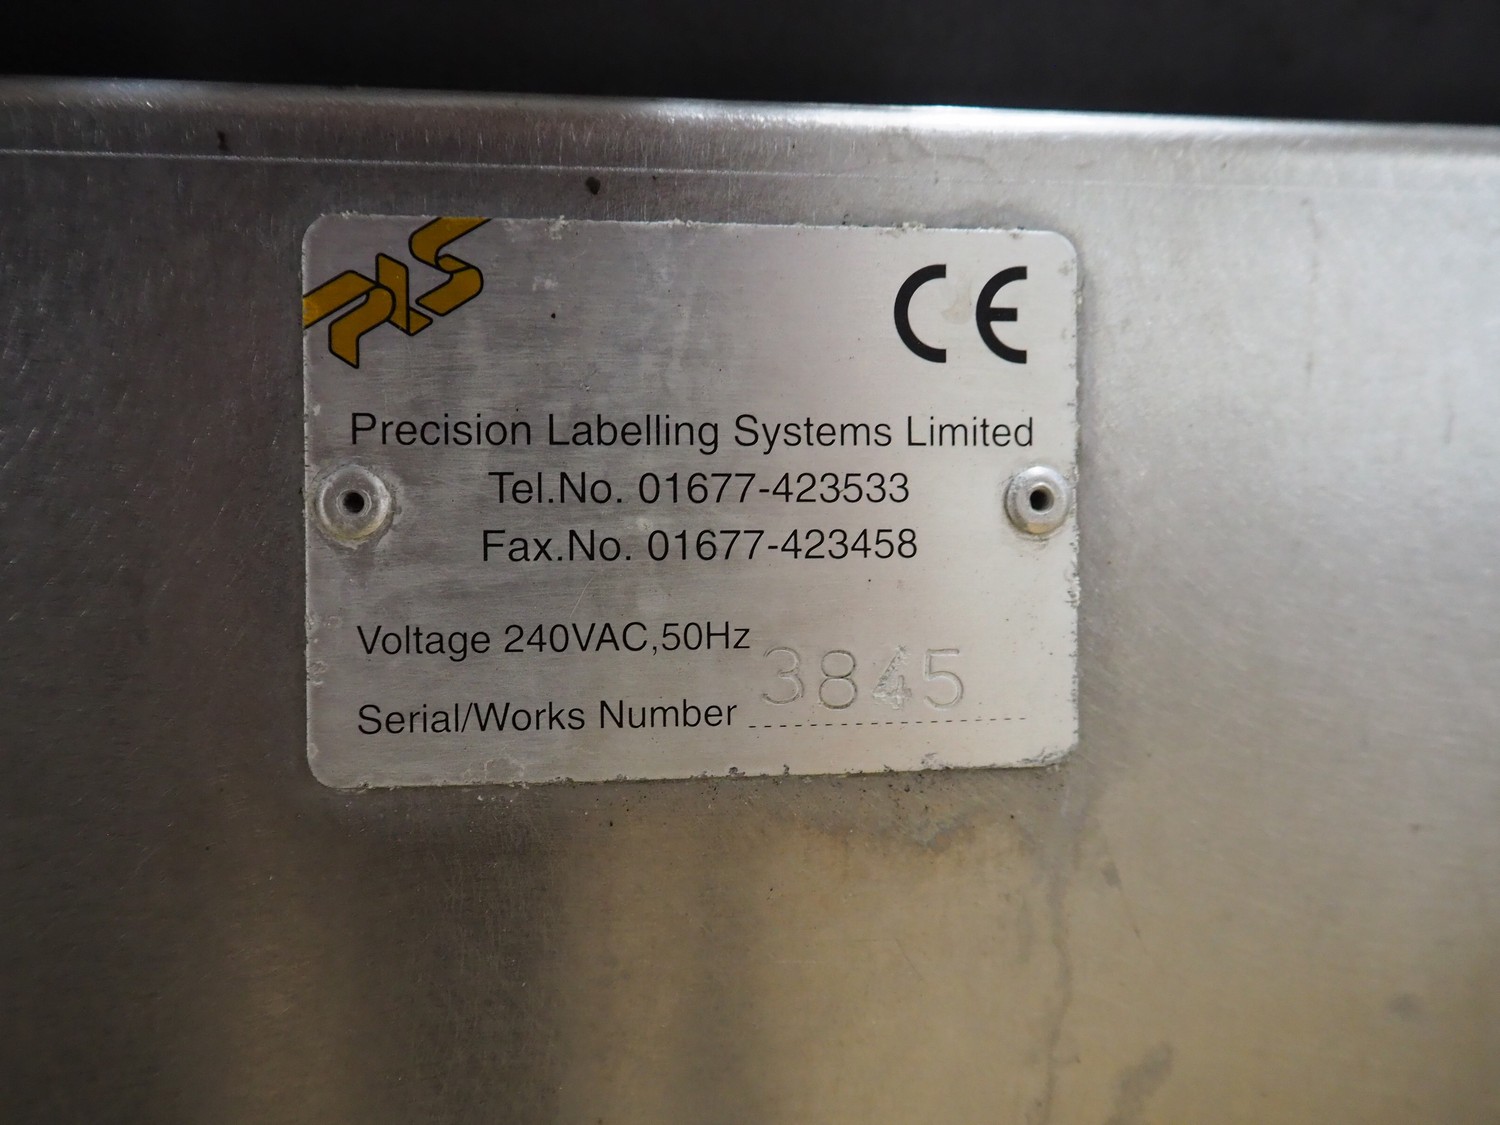 PLS
CE
Precision Labelling Systems Limited
Tel.No. 01677-423533
Fax.No. 01677-423458
Voltage 240VAC,50Hz
Serial/Works Number 3845